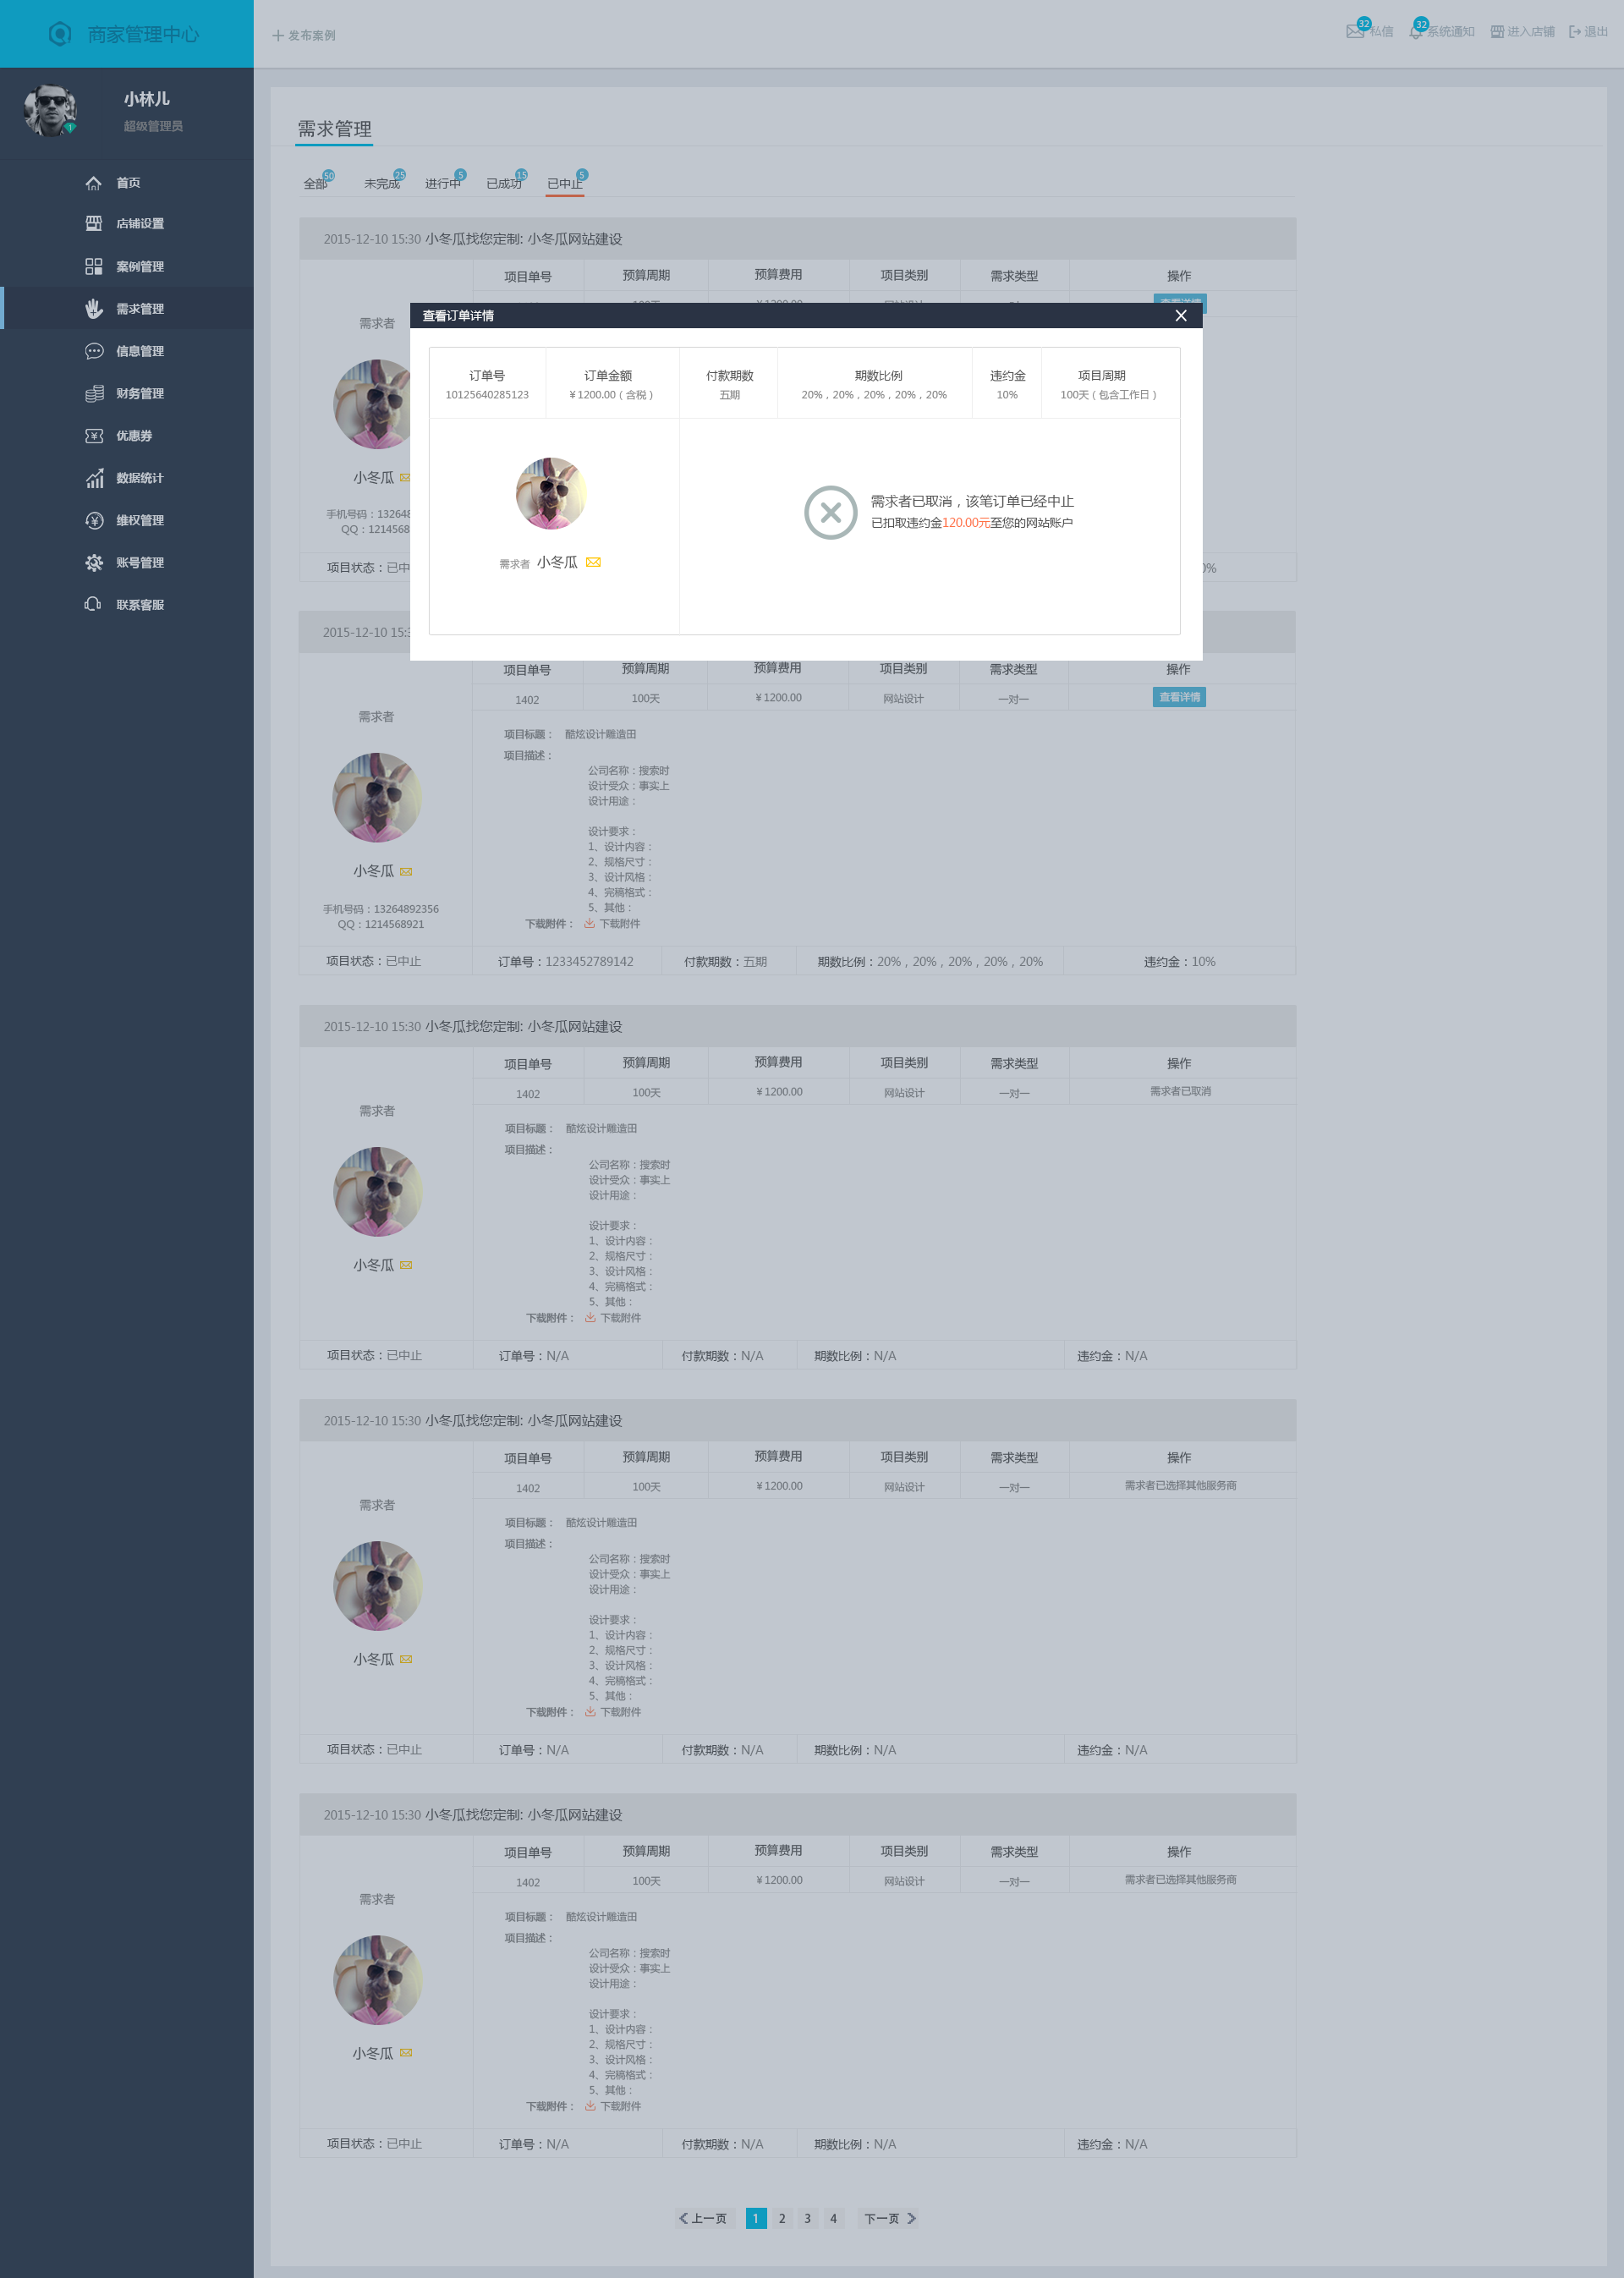 商家管理中心
发布案例
32
私信
32
系统通知
进入店铺
退出
小林儿
超级管理员
首页
店铺设置
案例管理
需求管理
信息管理
财务管理
优惠券
数据统计
维权管理
账号管理
联系客服
需求管理
全部 50
未完成 25
进行中 5
已成功 15
已中止 5
2015-12-10 15:30 小冬瓜找您定制: 小冬瓜网站建设
项目单号 预算周期 预算费用 项目类别 需求类型 操作
需求者
小冬瓜
手机号码：13264
QQ：1214568
项目状态：已中
0%
查看订单详情
订单号 订单金额 付款期数 期数比例 违约金 项目周期
10125640285123 ¥1200.00（含税） 五期 20%，20%，20%，20%，20% 10% 100天（包含工作日）
需求者 小冬瓜
需求者已取消，该笔订单已经中止
已扣取违约金120.00元至您的网站账户
2015-12-10 15:3
项目单号 预算周期 预算费用 项目类别 需求类型 操作
1402 100天 ¥1200.00 网站设计 一对一 查看详情
需求者
小冬瓜
手机号码：13264892356
QQ：1214568921
项目标题： 酷炫设计雕造田
项目描述：
公司名称：搜索时
设计受众：事实上
设计用途：
设计要求：
1、设计内容：
2、规格尺寸：
3、设计风格：
4、完稿格式：
5、其他：
下载附件： 下载附件
项目状态：已中止 订单号：1233452789142 付款期数：五期 期数比例：20%，20%，20%，20%，20% 违约金：10%
2015-12-10 15:30 小冬瓜找您定制: 小冬瓜网站建设
项目单号 预算周期 预算费用 项目类别 需求类型 操作
1402 100天 ¥1200.00 网站设计 一对一 需求者已取消
需求者
小冬瓜
项目标题： 酷炫设计雕造田
项目描述：
公司名称：搜索时
设计受众：事实上
设计用途：
设计要求：
1、设计内容：
2、规格尺寸：
3、设计风格：
4、完稿格式：
5、其他：
下载附件： 下载附件
项目状态：已中止 订单号：N/A 付款期数：N/A 期数比例：N/A 违约金：N/A
2015-12-10 15:30 小冬瓜找您定制: 小冬瓜网站建设
项目单号 预算周期 预算费用 项目类别 需求类型 操作
1402 100天 ¥1200.00 网站设计 一对一 需求者已选择其他服务商
需求者
小冬瓜
项目标题： 酷炫设计雕造田
项目描述：
公司名称：搜索时
设计受众：事实上
设计用途：
设计要求：
1、设计内容：
2、规格尺寸：
3、设计风格：
4、完稿格式：
5、其他：
下载附件： 下载附件
项目状态：已中止 订单号：N/A 付款期数：N/A 期数比例：N/A 违约金：N/A
2015-12-10 15:30 小冬瓜找您定制: 小冬瓜网站建设
项目单号 预算周期 预算费用 项目类别 需求类型 操作
1402 100天 ¥1200.00 网站设计 一对一 需求者已选择其他服务商
需求者
小冬瓜
项目标题： 酷炫设计雕造田
项目描述：
公司名称：搜索时
设计受众：事实上
设计用途：
设计要求：
1、设计内容：
2、规格尺寸：
3、设计风格：
4、完稿格式：
5、其他：
下载附件： 下载附件
项目状态：已中止 订单号：N/A 付款期数：N/A 期数比例：N/A 违约金：N/A
上一页 1 2 3 4 下一页